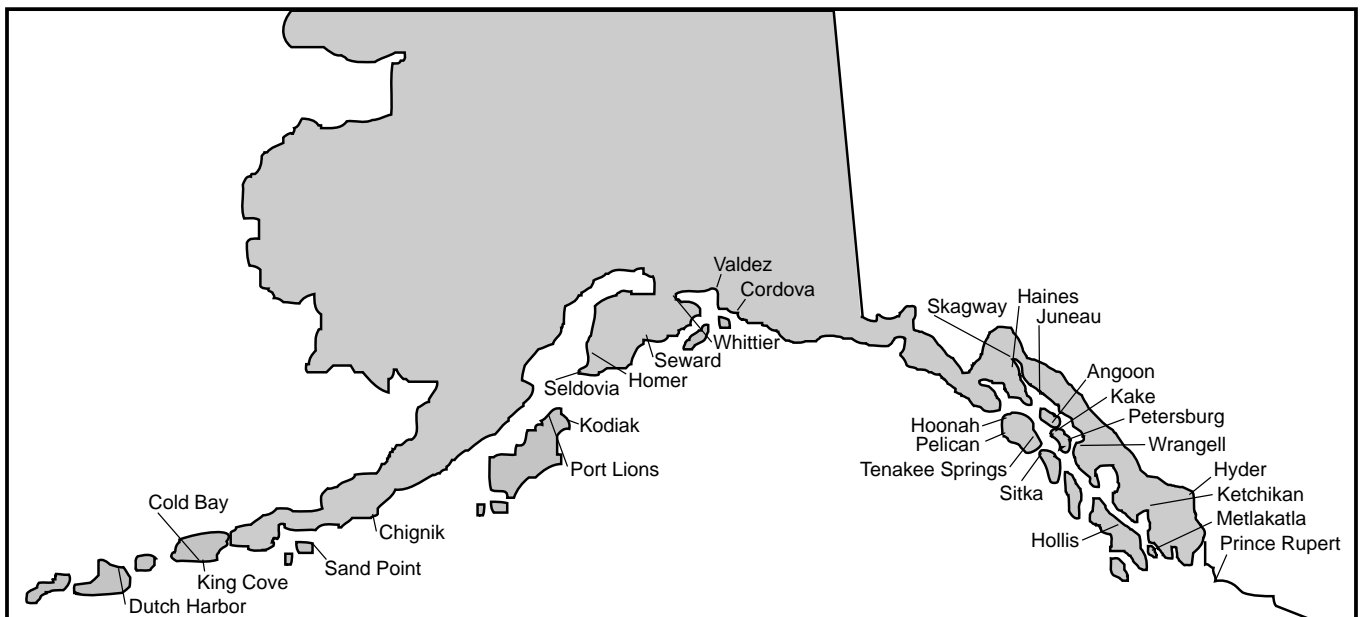 Valdez
Cordova
Skagway
Haines
Juneau
Whittier
Seward
Homer
Seldovia
Angoon
Kake
Petersburg
Wrangell
Hoonah
Pelican
Tenakee Springs
Sitka
Kodiak
Port Lions
Hyder
Ketchikan
Metlakatla
Prince Rupert
Hollis
Cold Bay
Chignik
Sand Point
King Cove
Dutch Harbor